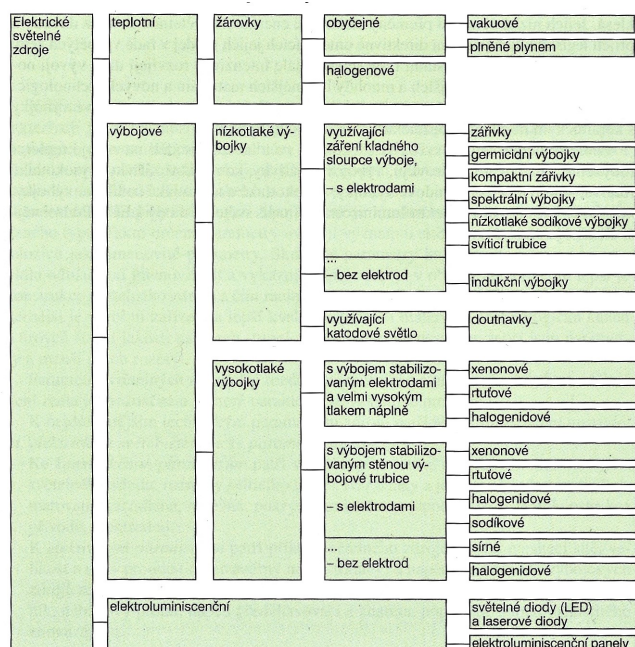 Elektrické
světelné
zdroje
teplotní
žárovky
obyčejné
vakuové
plněné plynem
halogenové
výbojové
nízkotlaké vý-
bojky
využívající
záření kladného
sloupce výboje,
– s elektrodami
zářivky
germicidní výbojky
kompaktní zářivky
spektrální výbojky
nízkotlaké sodíkové výbojky
svítící trubice
...
– bez elektrod
indukční výbojky
využívající
katodové světlo
doutnavky
vysokotlaké
výbojky
s výbojem stabilizo-
vaným elektrodami
a velmi vysokým
tlakem náplně
xenonové
rtuťové
halogenidové
s výbojem stabilizo-
vaným stěnou vý-
bojové trubice
– s elektrodami
xenonové
rtuťové
halogenidové
sodíkové
...
– bez elektrod
sírné
halogenidové
elektroluminiscenční
světelné diody (LED)
a laserové diody
elektroluminiscenční panely